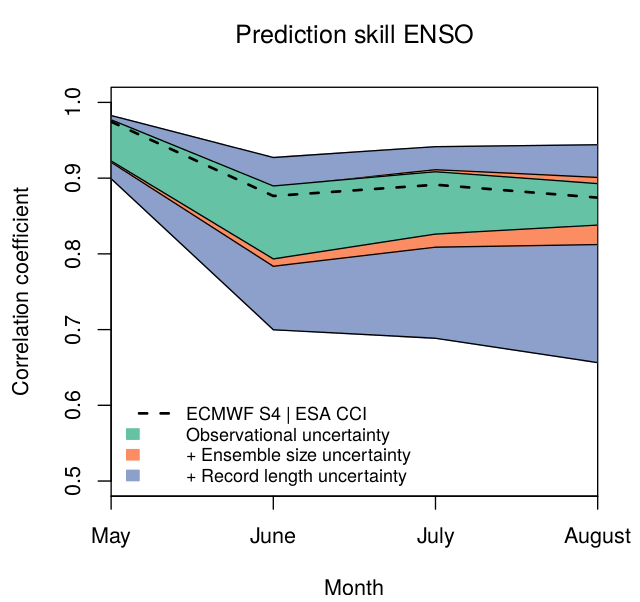 Prediction skill ENSO
Correlation coefficient
1.0
0.9
0.8
0.7
0.6
0.5
ECMWF S4 | ESA CCI
Observational uncertainty
+ Ensemble size uncertainty
+ Record length uncertainty
May June July August
Month